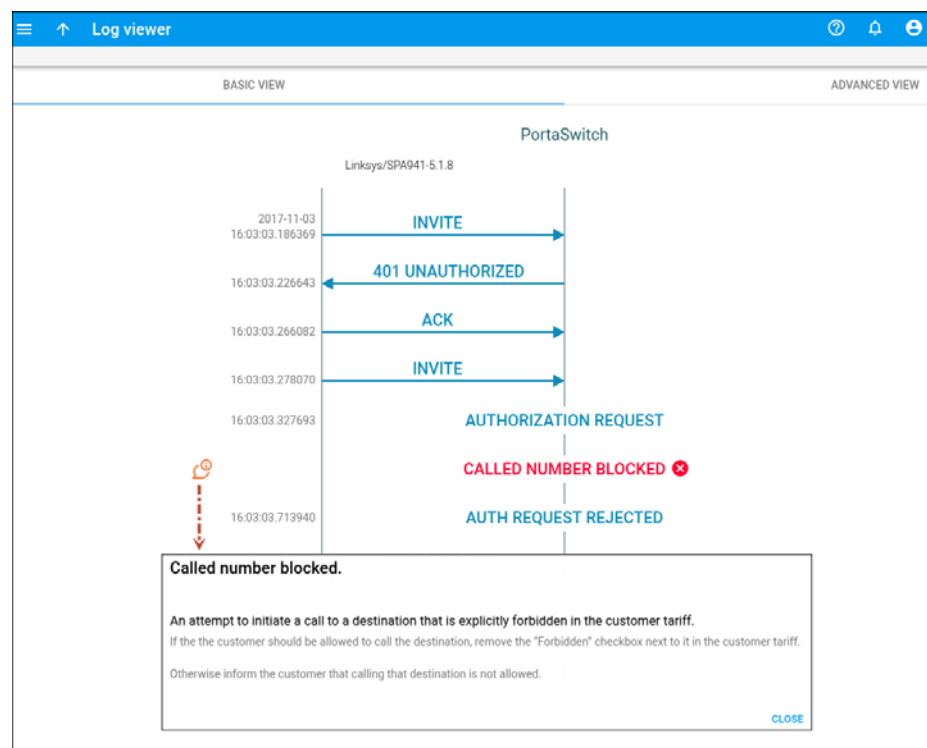 Log viewer
BASIC VIEW
ADVANCED VIEW
PortaSwitch
Linksys/SPA941-5.1.8
2017-11-03
16:03:03.186369
INVITE
401 UNAUTHORIZED
16:03:03.226643
ACK
16:03:03.266082
INVITE
16:03:03.278070
16:03:03.327693
AUTHORIZATION REQUEST
CALLED NUMBER BLOCKED
16:03:03.713940
AUTH REQUEST REJECTED
Called number blocked.
An attempt to initiate a call to a destination that is explicitly forbidden in the customer tariff.
If the the customer should be allowed to call the destination, remove the "Forbidden" checkbox next to it in the customer tariff.
Otherwise inform the customer that calling that destination is not allowed.
CLOSE